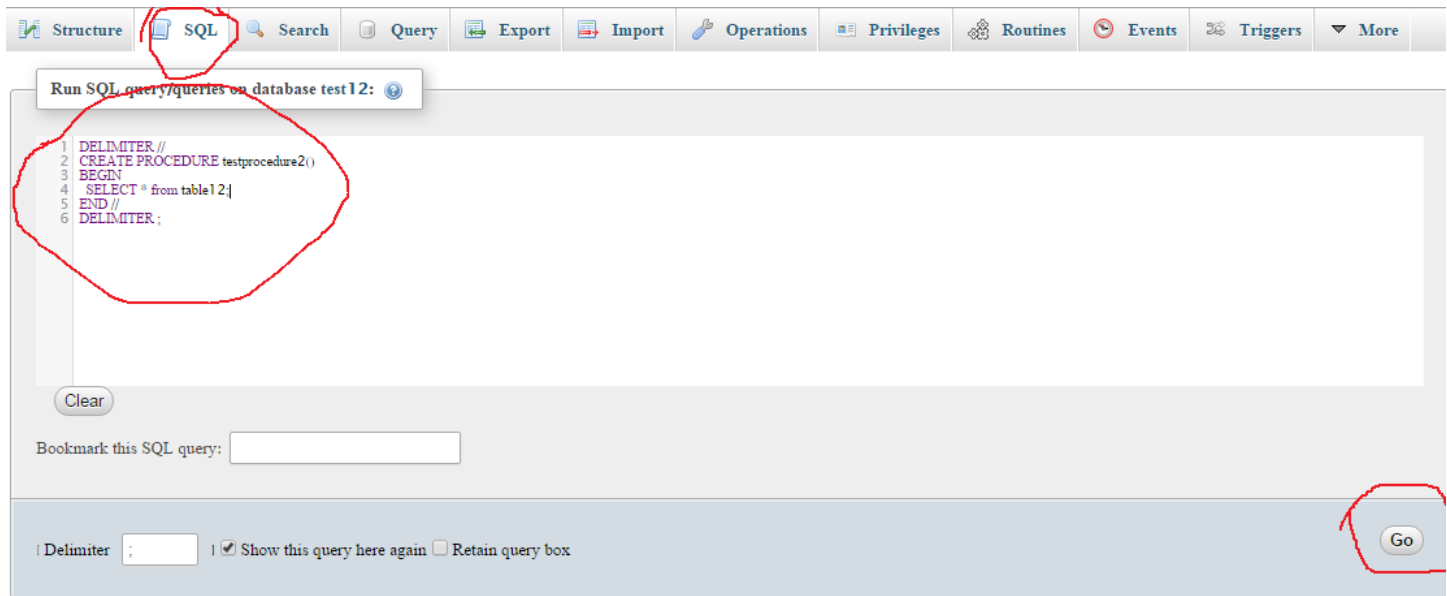 Structure SQL Search Query Export Import Operations Privileges Routines Events Triggers More
Run SQL query/queries on database test12:
1 DELIMITER //
2 CREATE PROCEDURE testprocedure2()
3 BEGIN
4 SELECT * from table12;
5 END //
6 DELIMITER ;
Clear
Bookmark this SQL query:
[ Delimiter ; ] Show this query here again Retain query box
Go